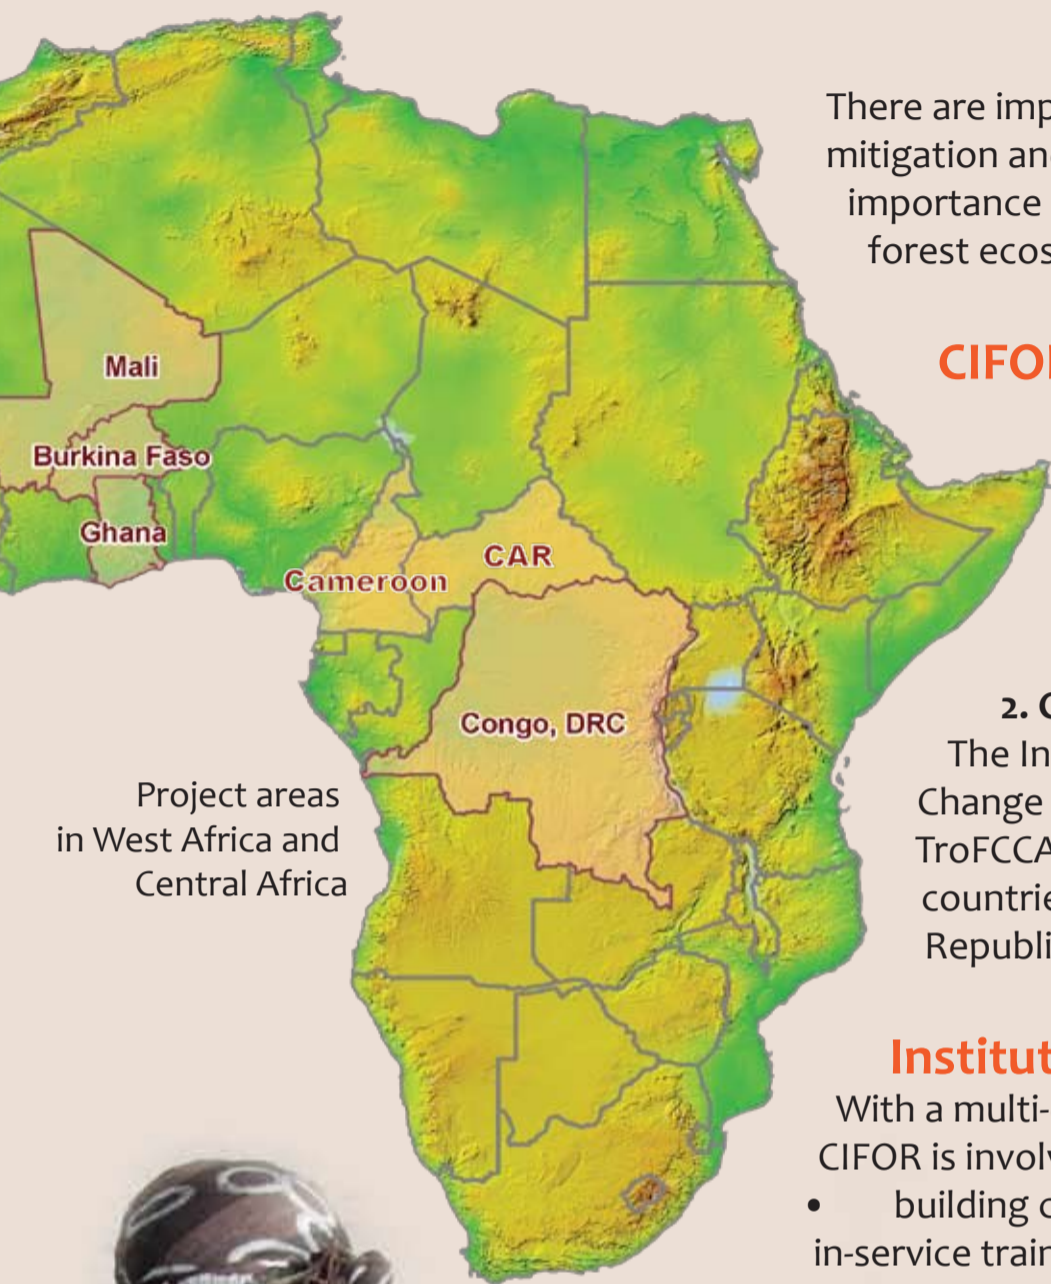 There are imp
mitigation an
importance
forest ecos
CIFO
Mali
Burkina Faso
Ghana
CAR
Cameroon
Congo, DRC
2. C
The In
Change
TroFCCA
countrie
Republi
Project areas
in West Africa and
Central Africa
Institut
With a multi-
CIFOR is involv
• building c
in-service train